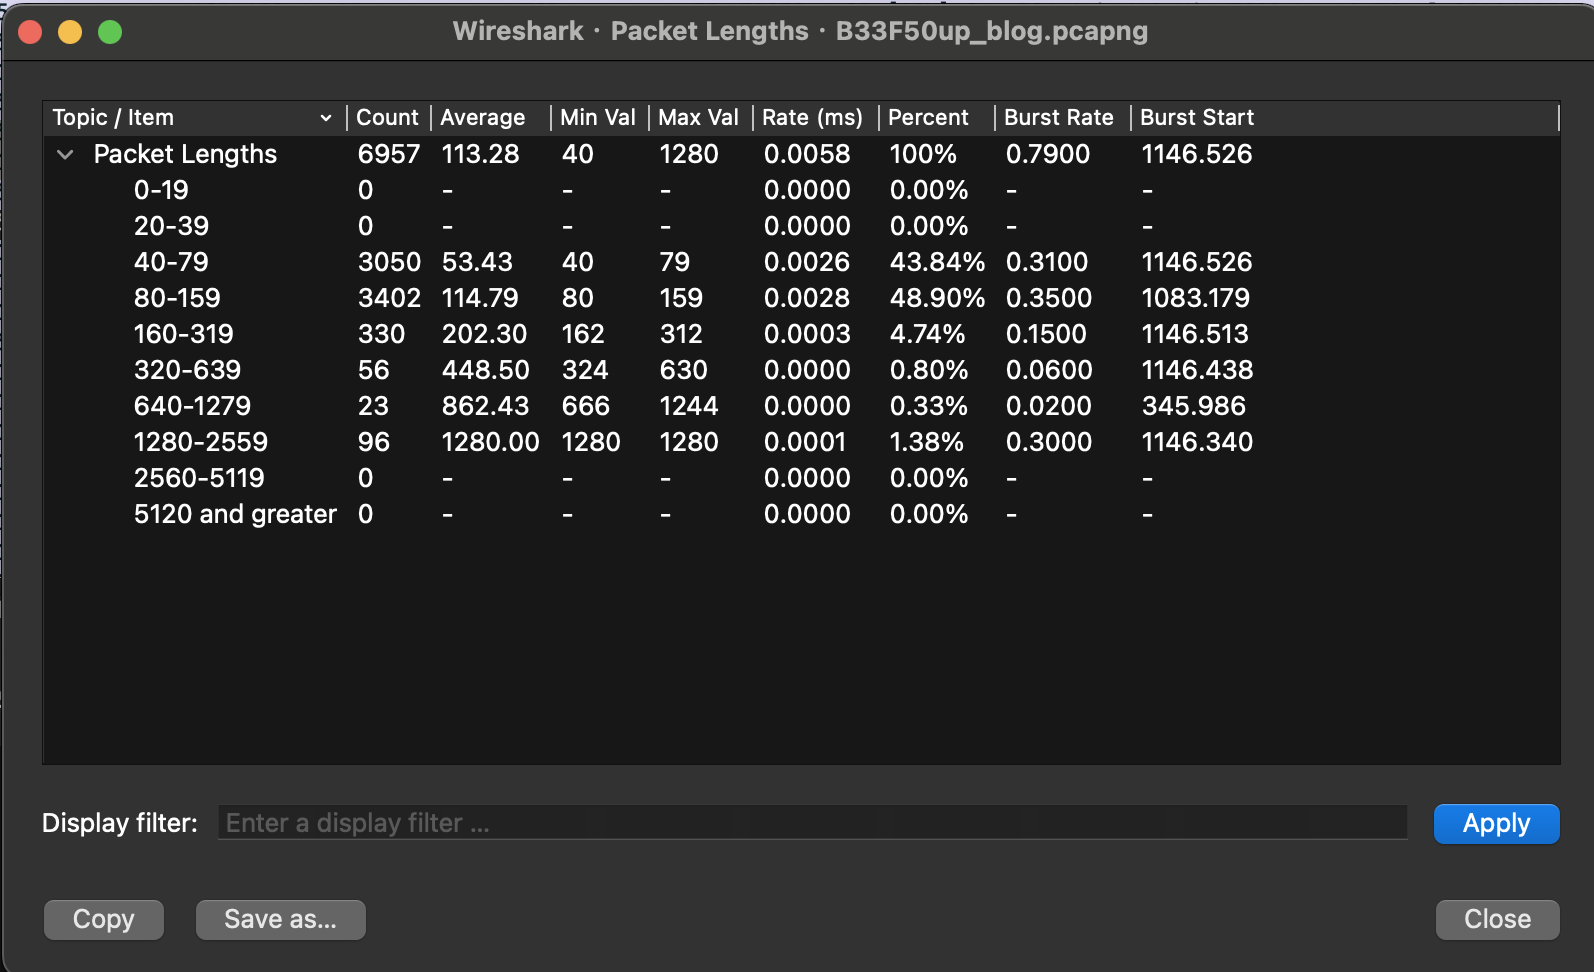 Wireshark · Packet Lengths · B33F50up_blog.pcapng
Topic / Item Count Average Min Val Max Val Rate (ms) Percent Burst Rate Burst Start
Packet Lengths 6957 113.28 40 1280 0.0058 100% 0.7900 1146.526
0-19 0 - - - 0.0000 0.00% - -
20-39 0 - - - 0.0000 0.00% - -
40-79 3050 53.43 40 79 0.0026 43.84% 0.3100 1146.526
80-159 3402 114.79 80 159 0.0028 48.90% 0.3500 1083.179
160-319 330 202.30 162 312 0.0003 4.74% 0.1500 1146.513
320-639 56 448.50 324 630 0.0000 0.80% 0.0600 1146.438
640-1279 23 862.43 666 1244 0.0000 0.33% 0.0200 345.986
1280-2559 96 1280.00 1280 1280 0.0001 1.38% 0.3000 1146.340
2560-5119 0 - - - 0.0000 0.00% - -
5120 and greater 0 - - - 0.0000 0.00% - -
Display filter: Enter a display filter ... Apply
Copy Save as... Close